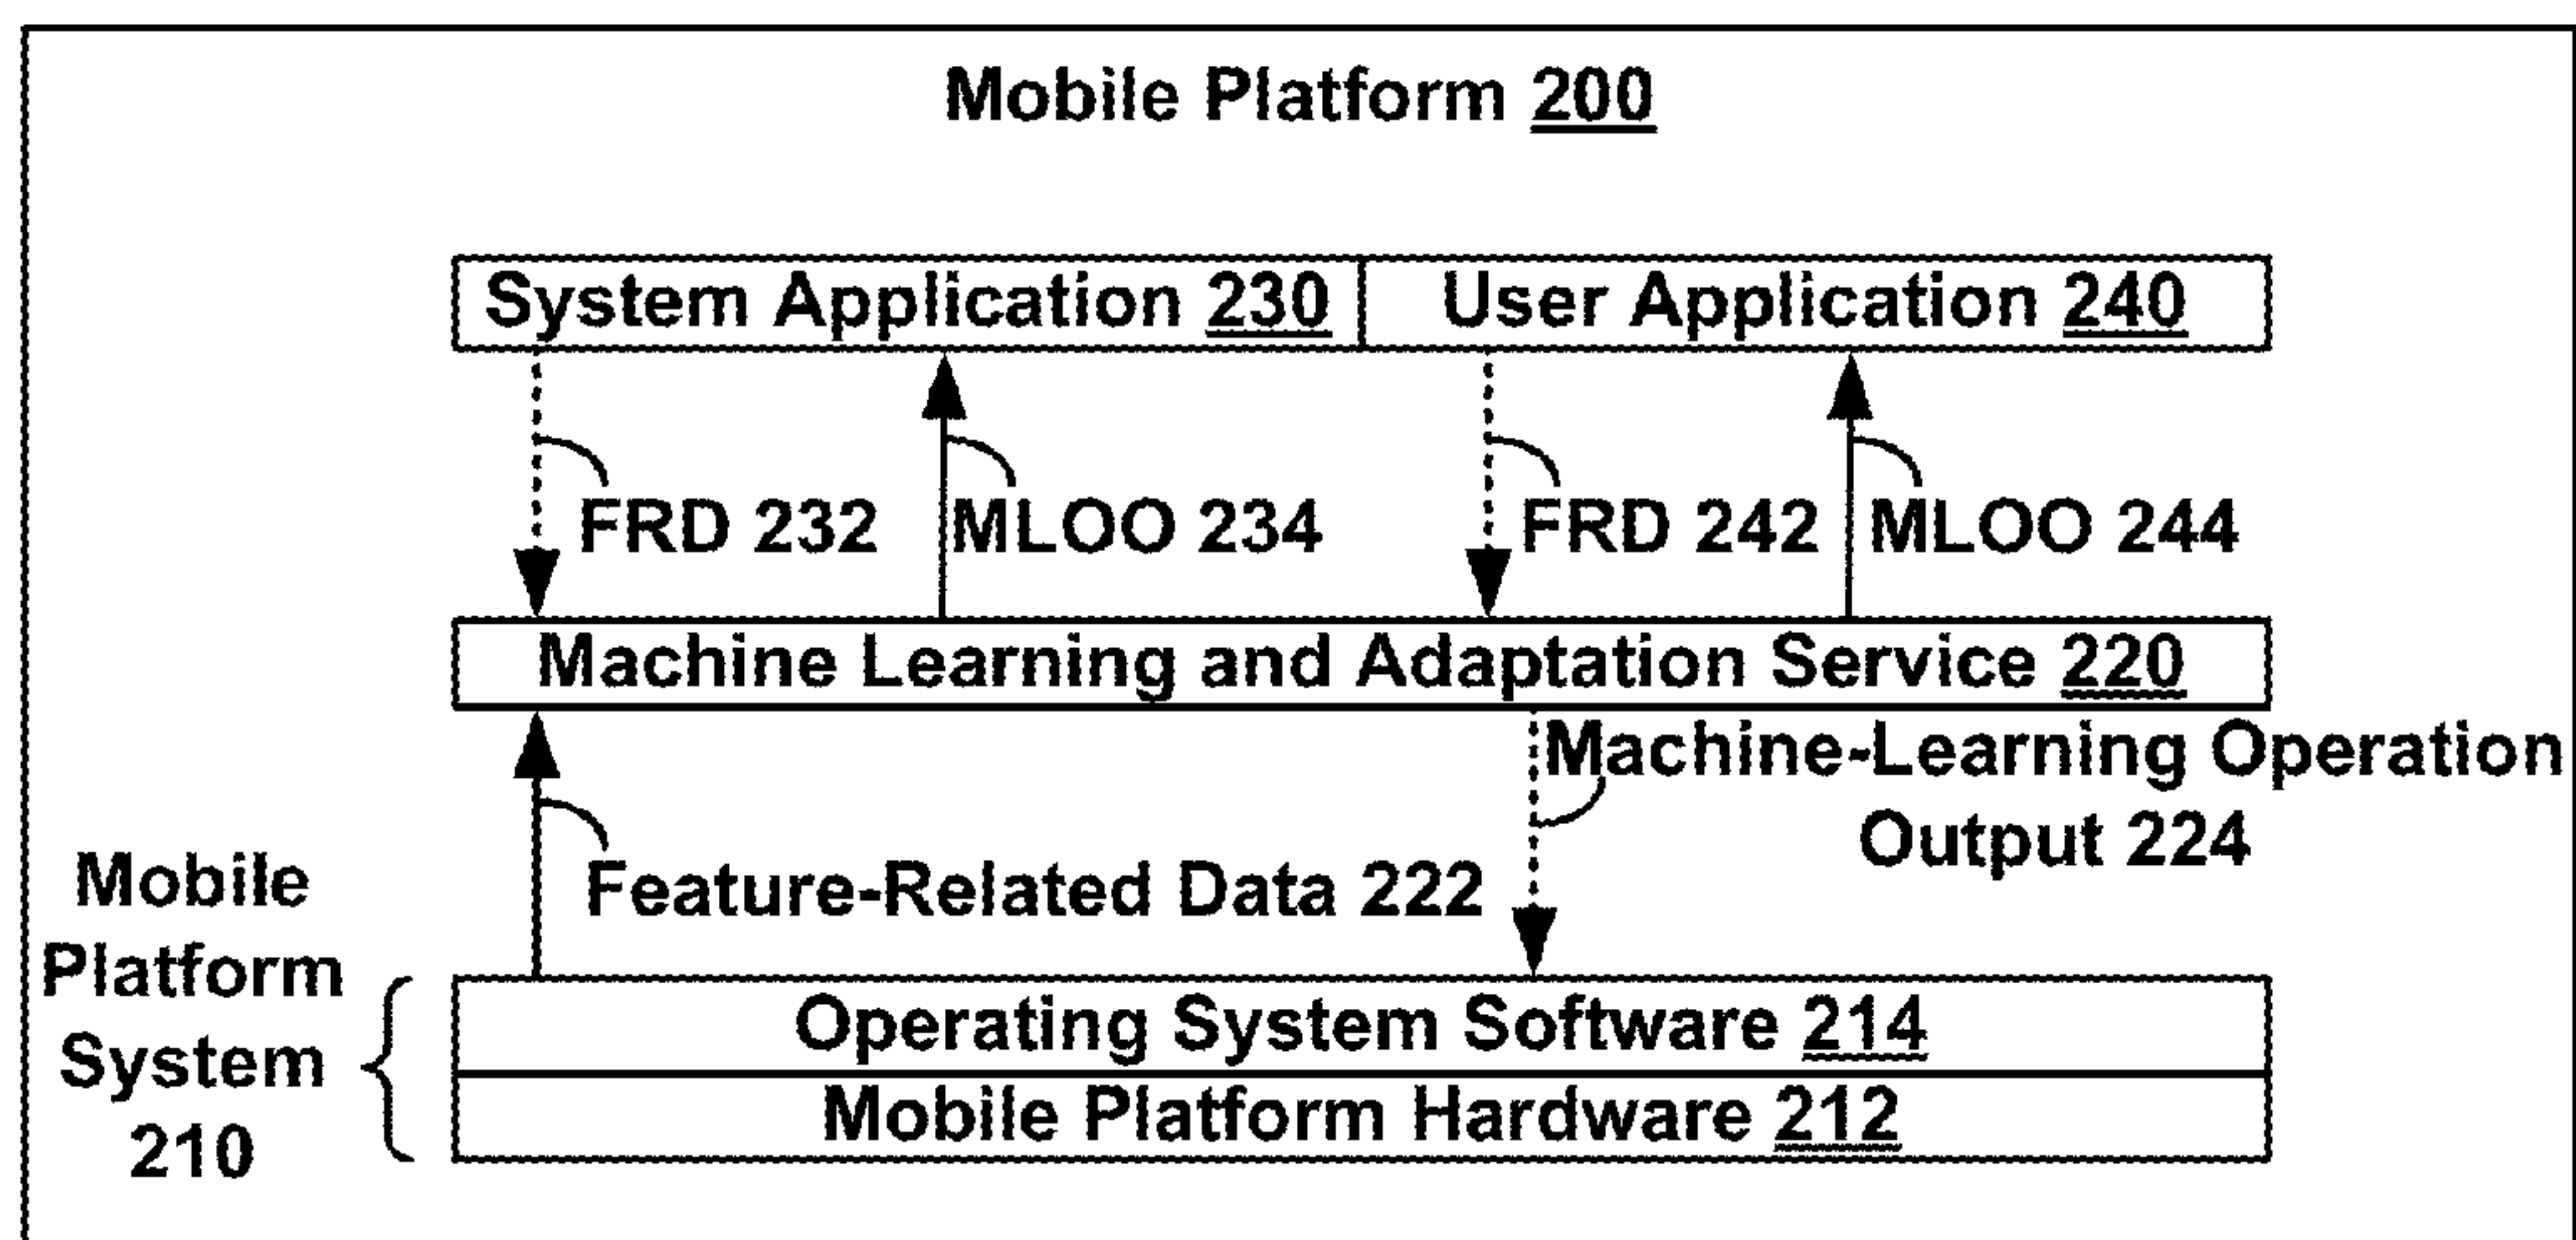 Mobile Platform 200
System Application 230
User Application 240
FRD 232
MLOO 234
FRD 242
MLOO 244
Machine Learning and Adaptation Service 220
Machine-Learning Operation
Output 224
Feature-Related Data 222
Mobile
Platform
System
210
Operating System Software 214
Mobile Platform Hardware 212